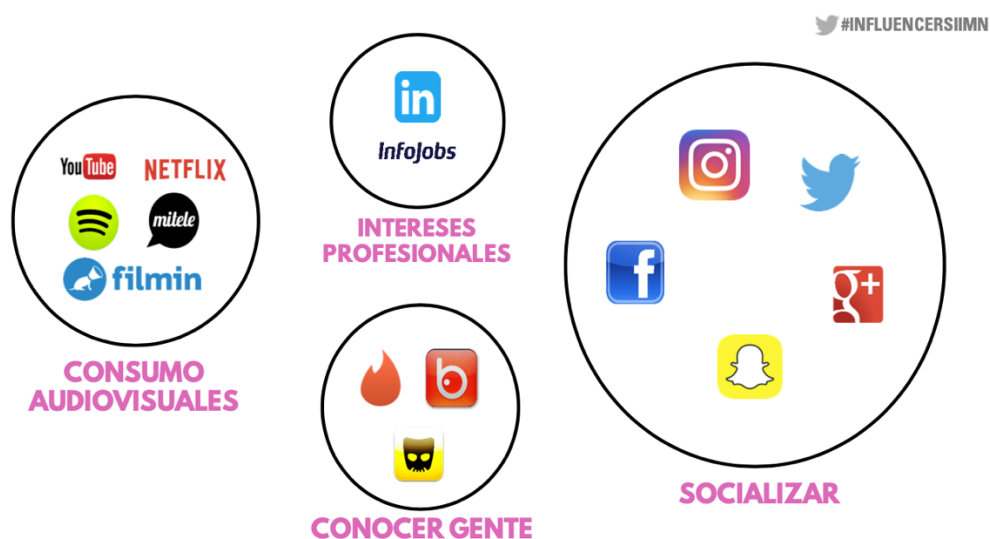 #INFLUENCERSIIMN
in
InfoJobs
YouTube
NETFLIX
mitele
filmin
INTERESES
PROFESIONALES
f
g+
CONSUMO
AUDIOVISUALES
b
SOCIALIZAR
CONOCER GENTE